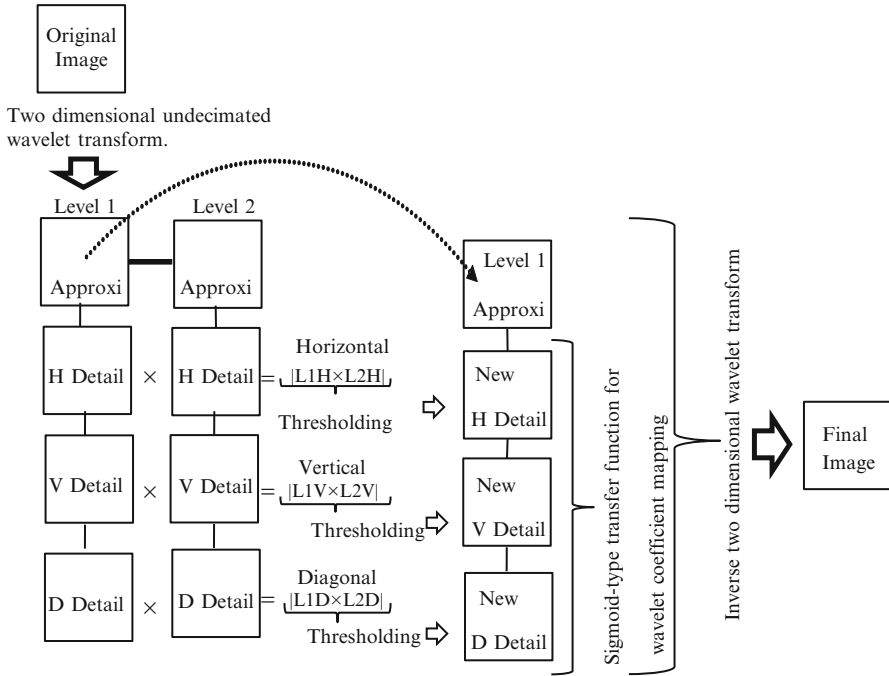 Original
Image
Two dimensional undecimated
wavelet transform.
Level 1
Level 2
Approxi
Approxi
Level 1
Approxi
H Detail
×
H Detail
=
Horizontal
|L1H×L2H|
Thresholding
New
H Detail
V Detail
×
V Detail
=
Vertical
|L1V×L2V|
Thresholding
New
V Detail
D Detail
×
D Detail
=
Diagonal
|L1D×L2D|
Thresholding
New
D Detail
Sigmoid-type transfer function for
wavelet coefficient mapping
Inverse two dimensional wavelet transform
Final
Image